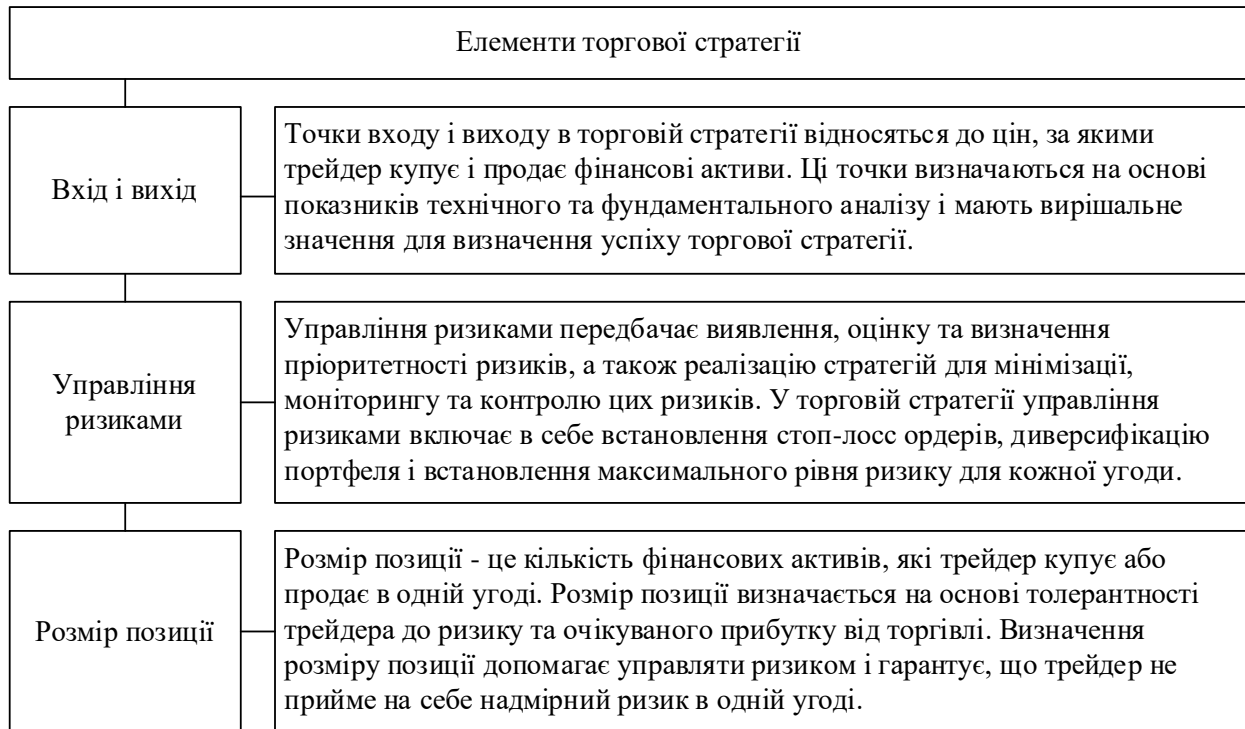 Елементи торгової стратегії
Вхід і вихід
Точки входу і виходу в торговій стратегії відносяться до цін, за якими
трейдер купує і продає фінансові активи. Ці точки визначаються на основі
показників технічного та фундаментального аналізу і мають вирішальне
значення для визначення успіху торгової стратегії.
Управління
ризиками
Управління ризиками передбачає виявлення, оцінку та визначення
пріоритетності ризиків, а також реалізацію стратегій для мінімізації,
моніторингу та контролю цих ризиків. У торговій стратегії управління
ризиками включає в себе встановлення стоп-лосс ордерів, диверсифікацію
портфеля і встановлення максимального рівня ризику для кожної угоди.
Розмір позиції
Розмір позиції - це кількість фінансових активів, які трейдер купує або
продає в одній угоді. Розмір позиції визначається на основі толерантності
трейдера до ризику та очікуваного прибутку від торгівлі. Визначення
розміру позиції допомагає управляти ризиком і гарантує, що трейдер не
прийме на себе надмірний ризик в одній угоді.